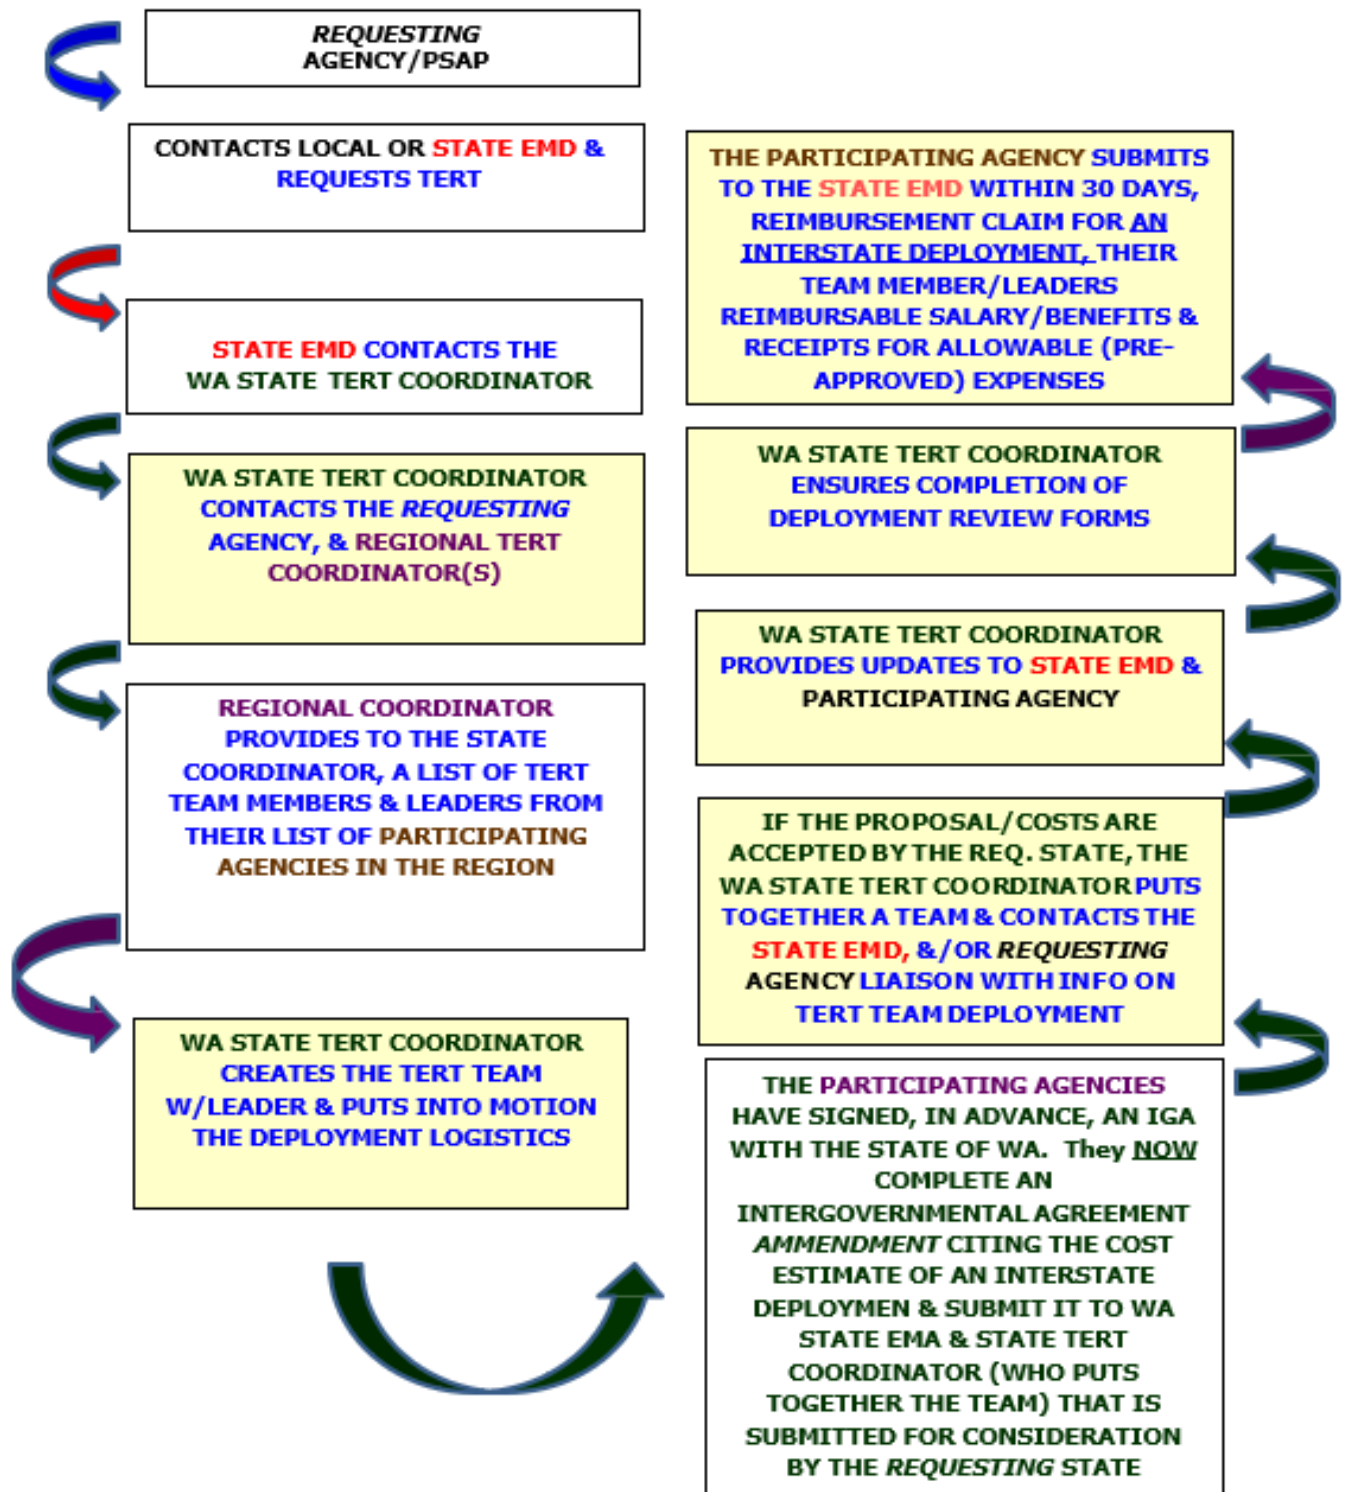 REQUESTING
AGENCY/PSAP
CONTACTS LOCAL OR STATE EMD &
REQUESTS TERT
STATE EMD CONTACTS THE
WA STATE TERT COORDINATOR
WA STATE TERT COORDINATOR
CONTACTS THE REQUESTING
AGENCY, & REGIONAL TERT
COORDINATOR(S)
REGIONAL COORDINATOR
PROVIDES TO THE STATE
COORDINATOR, A LIST OF TERT
TEAM MEMBERS & LEADERS FROM
THEIR LIST OF PARTICIPATING
AGENCIES IN THE REGION
WA STATE TERT COORDINATOR
CREATES THE TERT TEAM
W/LEADER & PUTS INTO MOTION
THE DEPLOYMENT LOGISTICS
THE PARTICIPATING AGENCIES
HAVE SIGNED, IN ADVANCE, AN IGA
WITH THE STATE OF WA. They NOW
COMPLETE AN
INTERGOVERNMENTAL AGREEMENT
AMMENDMENT CITING THE COST
ESTIMATE OF AN INTERSTATE
DEPLOYMEN & SUBMIT IT TO WA
STATE EMA & STATE TERT
COORDINATOR (WHO PUTS
TOGETHER THE TEAM) THAT IS
SUBMITTED FOR CONSIDERATION
BY THE REQUESTING STATE
IF THE PROPOSAL/COSTS ARE
ACCEPTED BY THE REQ. STATE, THE
WA STATE TERT COORDINATOR PUTS
TOGETHER A TEAM & CONTACTS THE
STATE EMD, &/OR REQUESTING
AGENCY LIAISON WITH INFO ON
TERT TEAM DEPLOYMENT
WA STATE TERT COORDINATOR
PROVIDES UPDATES TO STATE EMD &
PARTICIPATING AGENCY
WA STATE TERT COORDINATOR
ENSURES COMPLETION OF
DEPLOYMENT REVIEW FORMS
THE PARTICIPATING AGENCY SUBMITS
TO THE STATE EMD WITHIN 30 DAYS,
REIMBURSEMENT CLAIM FOR AN
INTERSTATE DEPLOYMENT, THEIR
TEAM MEMBER/LEADERS
REIMBURSABLE SALARY/BENEFITS &
RECEIPTS FOR ALLOWABLE (PRE-
APPROVED) EXPENSES